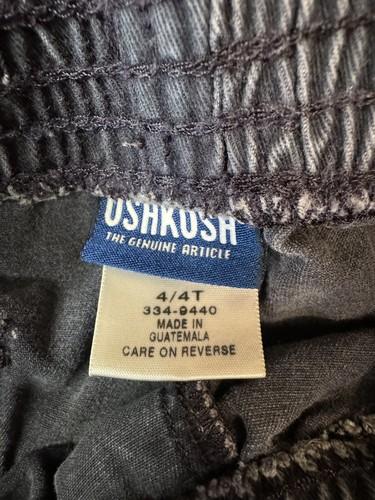 OSHKOSH
THE GENUINE ARTICLE
4/4T
334-9440
MADE IN
GUATEMALA
CARE ON REVERSE